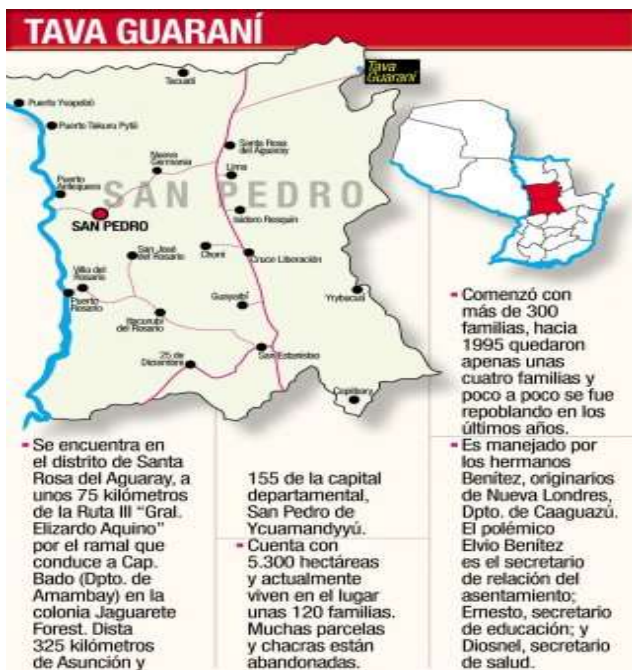 TAVA GUARANÍ
Tacuatí
Tava
Guaraní
Puerto Ybapobó
Puerto Takuru Pytã
Santa Rosa
del Aguaray
Nueva
Germania
Lima
Puerto
Antequera
SAN PEDRO
SAN PEDRO
Isidoro Resquín
San José
del Rosario
Choré
Cruce Liberación
Villa del
Rosario
Puerto
Rosario
Guayaibí
Yrybucuá
Itacurubí
del Rosario
25 de
Diciembre
San Estanislao
Capiibary
Se encuentra en
el distrito de Santa
Rosa del Aguaray, a
unos 75 kilómetros
de la Ruta III “Gral.
Elizardo Aquino”
por el ramal que
conduce a Cap.
Bado (Dpto. de
Amambay) en la
colonia Jaguarete
Forest. Dista
325 kilómetros
de Asunción y
155 de la capital
departamental,
San Pedro de
Ycuamandyyú.
Cuenta con
5.300 hectáreas
y actualmente
viven en el lugar
unas 120 familias.
Muchas parcelas
y chacras están
abandonadas.
Comenzó con
más de 300
familias, hacia
1995 quedaron
apenas unas
cuatro familias y
poco a poco se fue
repoblando en los
últimos años.
Es manejado por
los hermanos
Benítez, originarios
de Nueva Londres,
Dpto. de Caaguazú.
El polémico
Elvio Benítez
es el secretario
de relación del
asentamiento;
Ernesto, secretario
de educación; y
Diosnel, secretario
de salud.